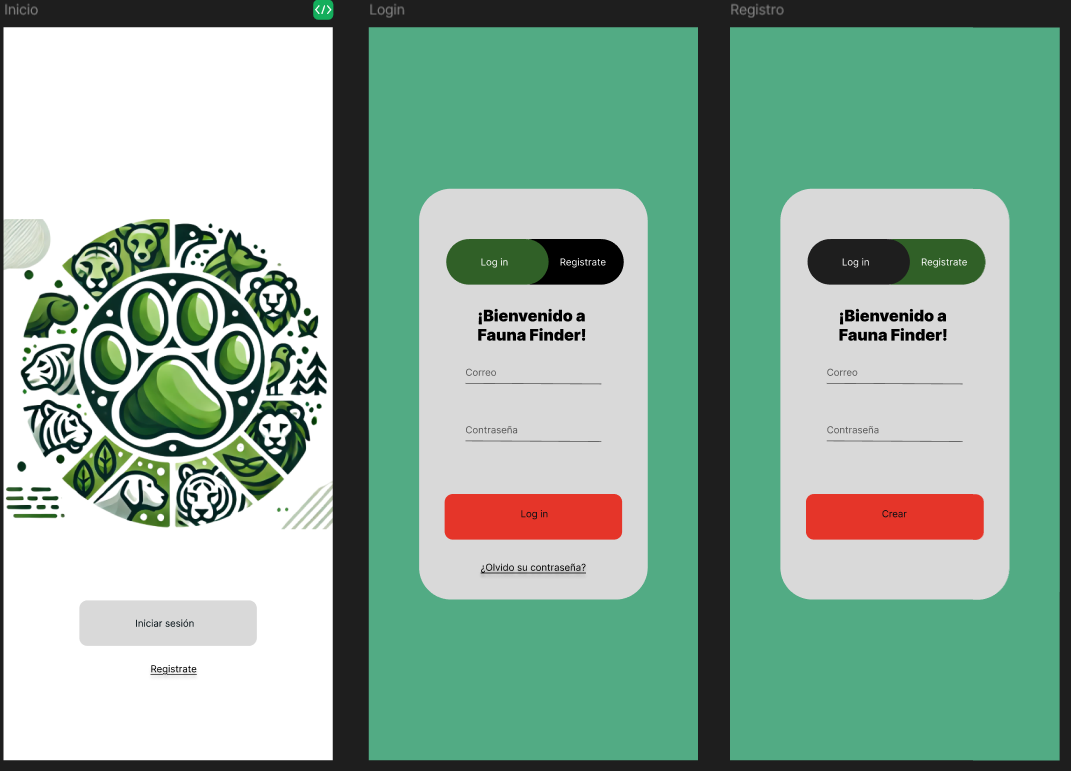 Inicio
</>
Iniciar sesión
Registrate
Login
Log in
Registrate
¡Bienvenido a
Fauna Finder!
Correo
Contraseña
Log in
¿Olvido su contraseña?
Registro
Log in
Registrate
¡Bienvenido a
Fauna Finder!
Correo
Contraseña
Crear